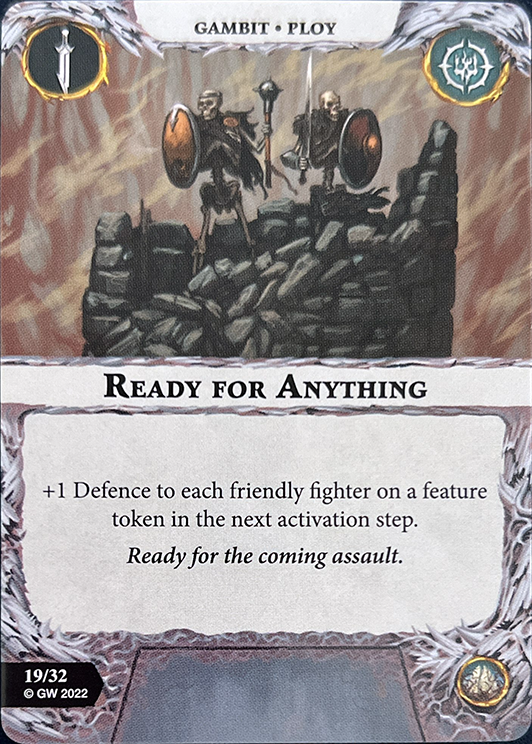 GAMBIT • PLOY
READY FOR ANYTHING
+1 Defence to each friendly fighter on a feature
token in the next activation step.
Ready for the coming assault.
19/32
© GW 2022